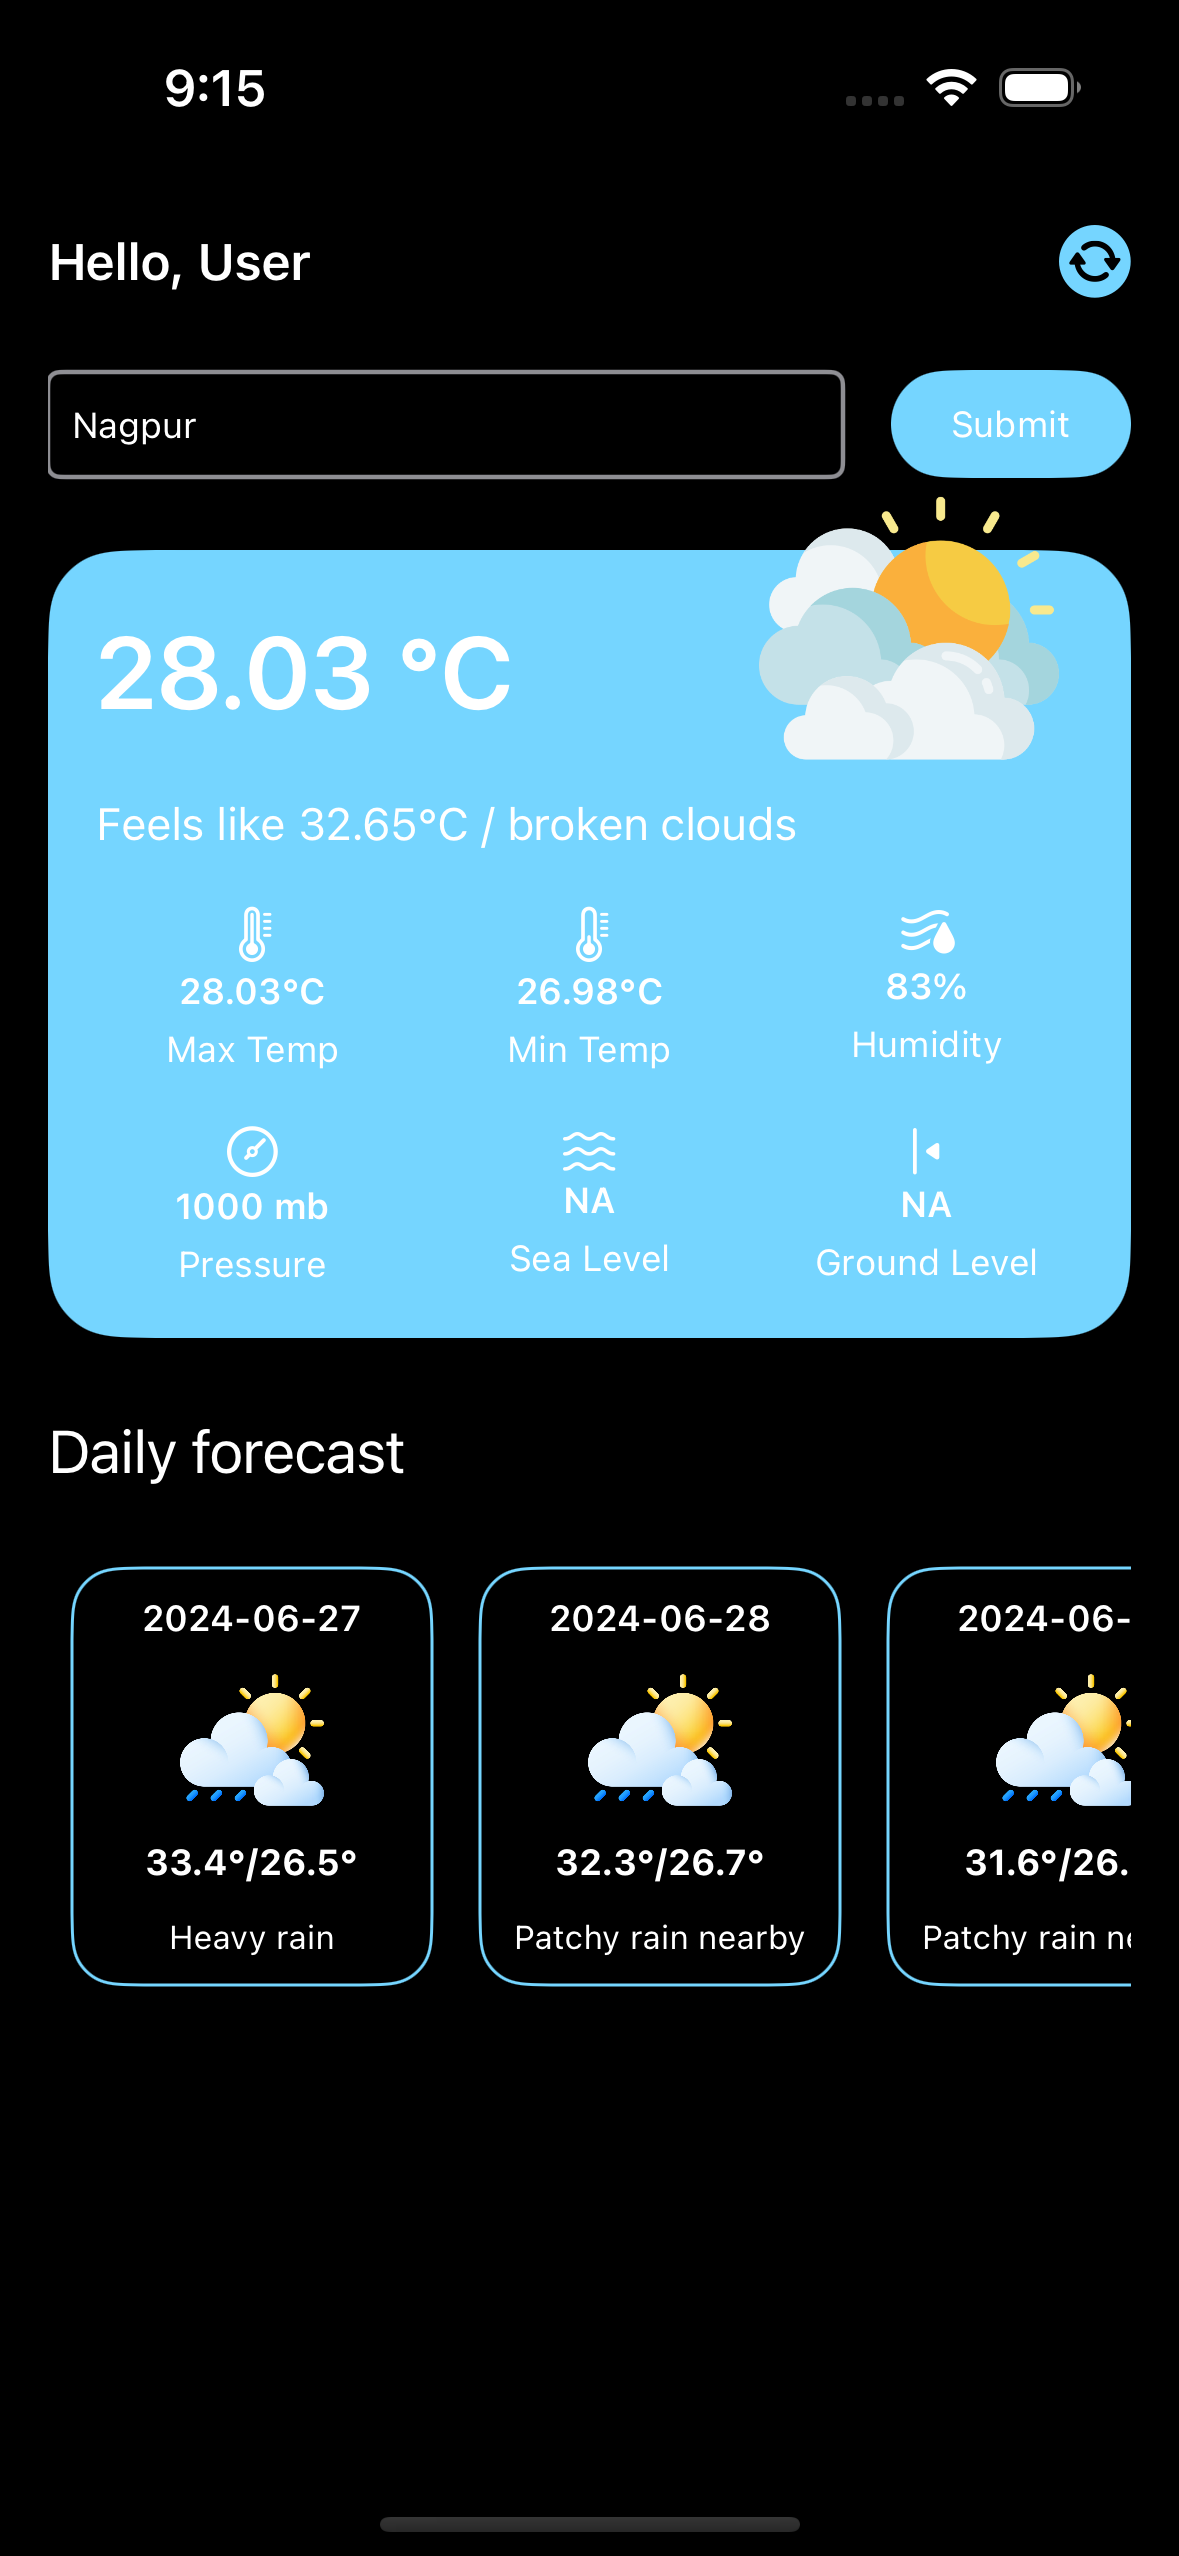 9:15
Hello, User
Nagpur
Submit
28.03 °C
Feels like 32.65°C / broken clouds
28.03°C
Max Temp
26.98°C
Min Temp
83%
Humidity
1000 mb
Pressure
NA
Sea Level
NA
Ground Level
Daily forecast
2024-06-27
33.4°/26.5°
Heavy rain
2024-06-28
32.3°/26.7°
Patchy rain nearby
2024-06-
31.6°/26.
Patchy rain